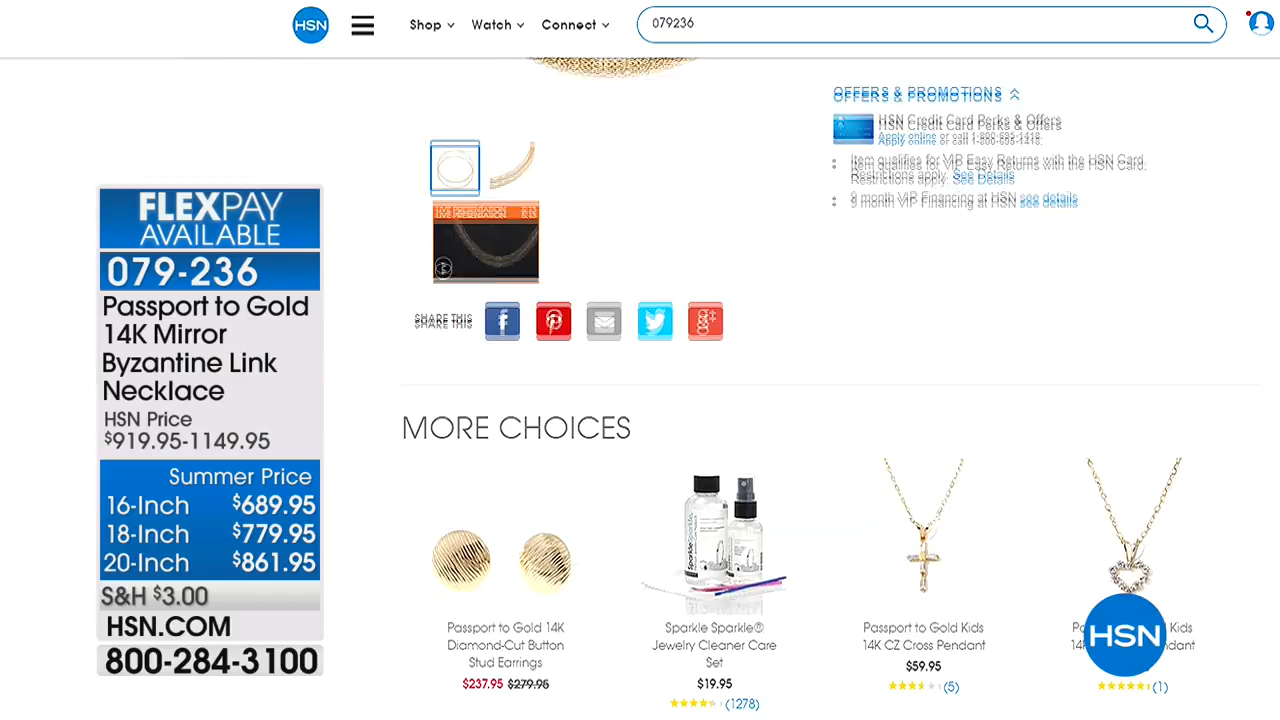 HSN
Shop
Watch
Connect
079236
OFFERS & PROMOTIONS
HSN Credit Card Perks & Offers
Apply online or call 1-800-695-1418.
Item qualifies for VIP Easy Returns with the HSN Card.
Restrictions apply. See Details
9 month VIP Financing at HSN see details
LIVE PRESENTATION
SHARE THIS
FLEXPAY
AVAILABLE
079-236
Passport to Gold
14K Mirror
Byzantine Link
Necklace
HSN Price
$919.95-1149.95
Summer Price
16-Inch $689.95
18-Inch $779.95
20-Inch $861.95
S&H $3.00
HSN.COM
800-284-3100
MORE CHOICES
Passport to Gold 14K
Diamond-Cut Button
Stud Earrings
$237.95 $279.95
Sparkle Sparkle®
Jewelry Cleaner Care
Set
$19.95
(1278)
Passport to Gold Kids
14K CZ Cross Pendant
$59.95
(5)
Kids
(1)
HSN